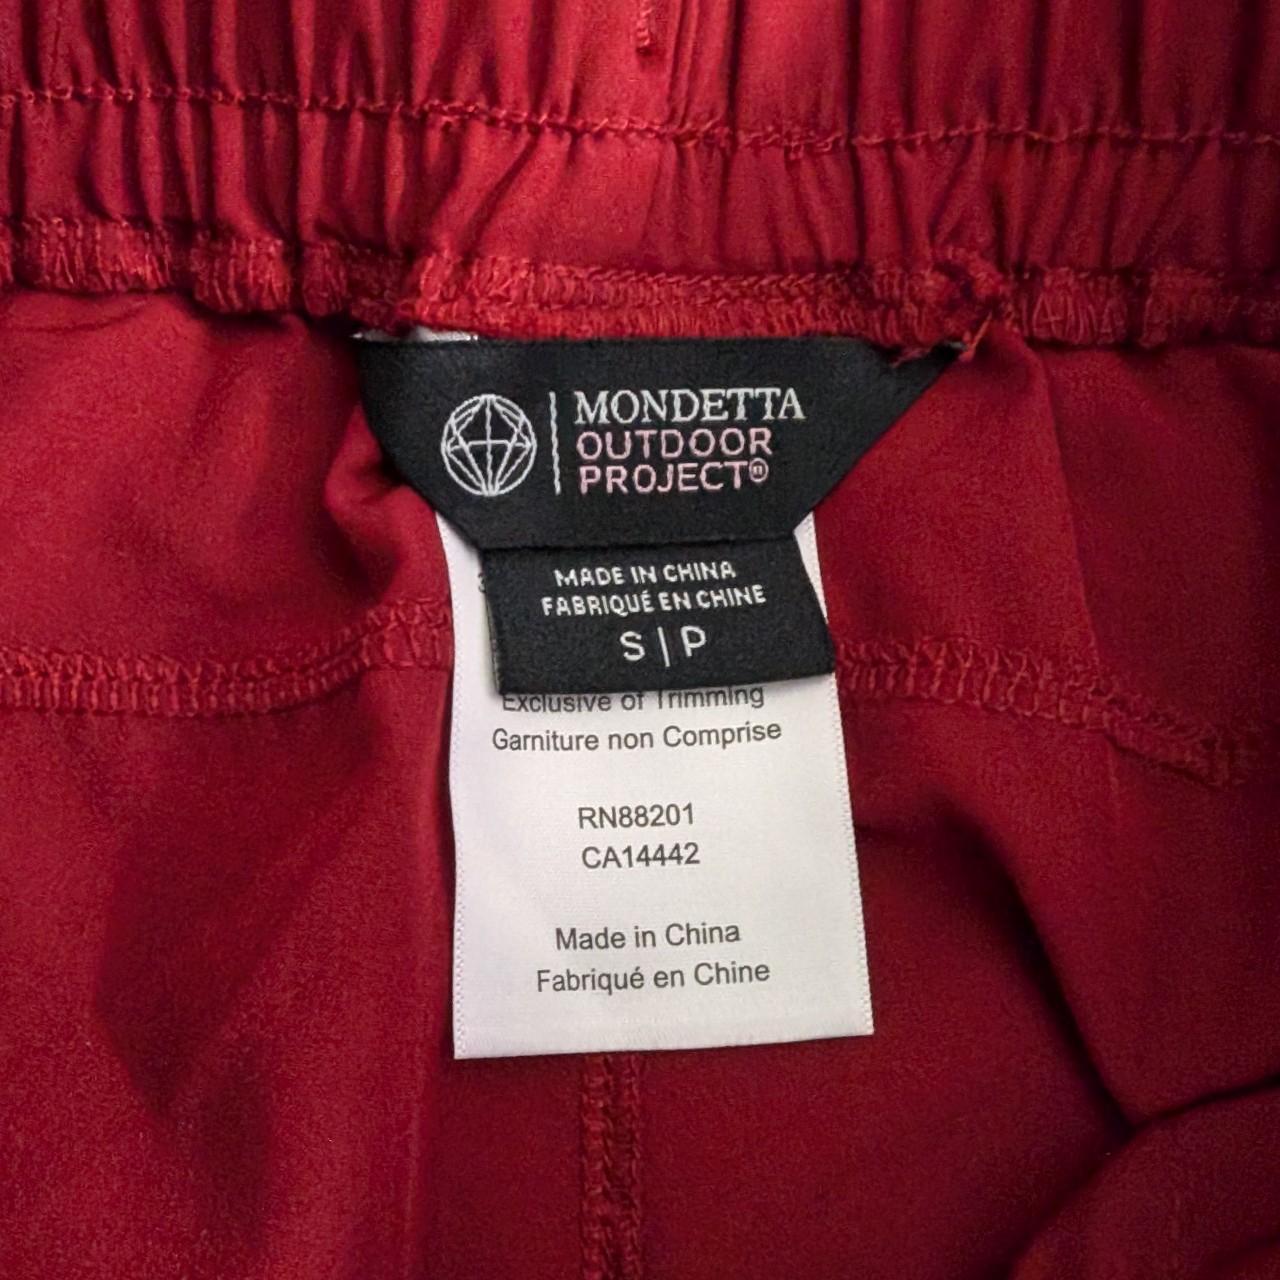 MONDETTA
OUTDOOR
PROJECT®
MADE IN CHINA
FABRIQUÉ EN CHINE
S | P
Exclusive of Trimming
Garniture non Comprise
RN88201
CA14442
Made in China
Fabriqué en Chine